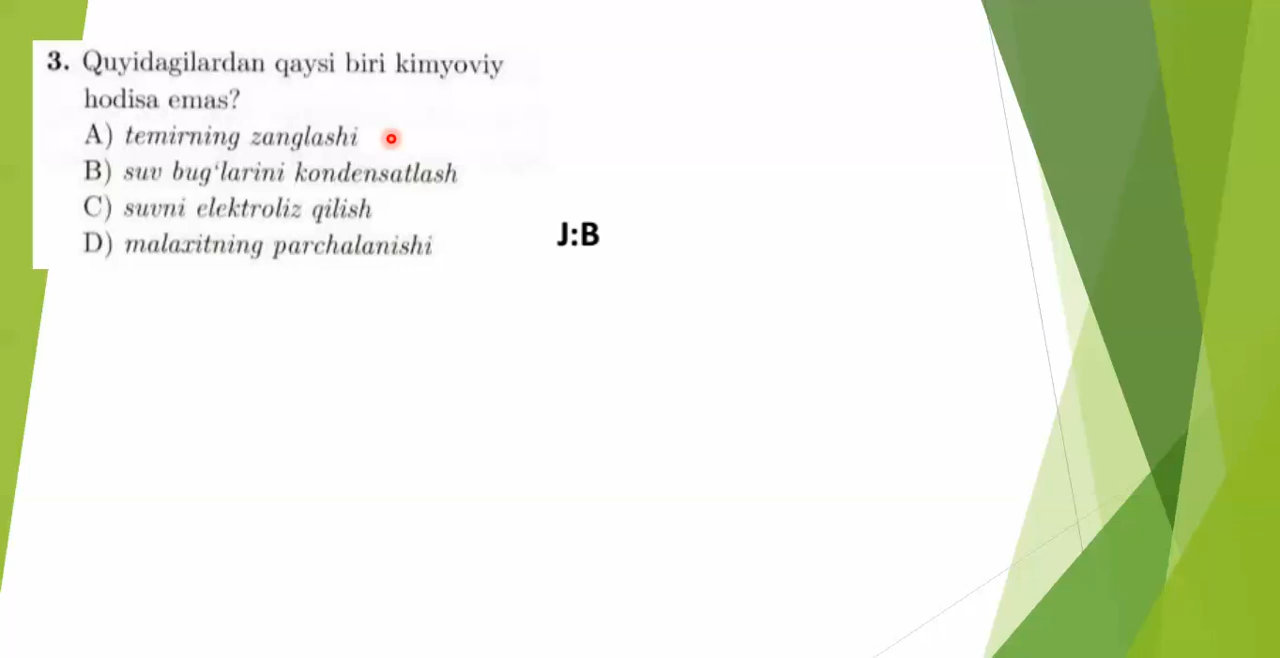 3. Quyidagilardan qaysi biri kimyoviy
hodisa emas?
A) temirning zanglashi
B) suv bug‘larini kondensatlash
C) suvni elektroliz qilish
D) malaxitning parchalanishi
J:B